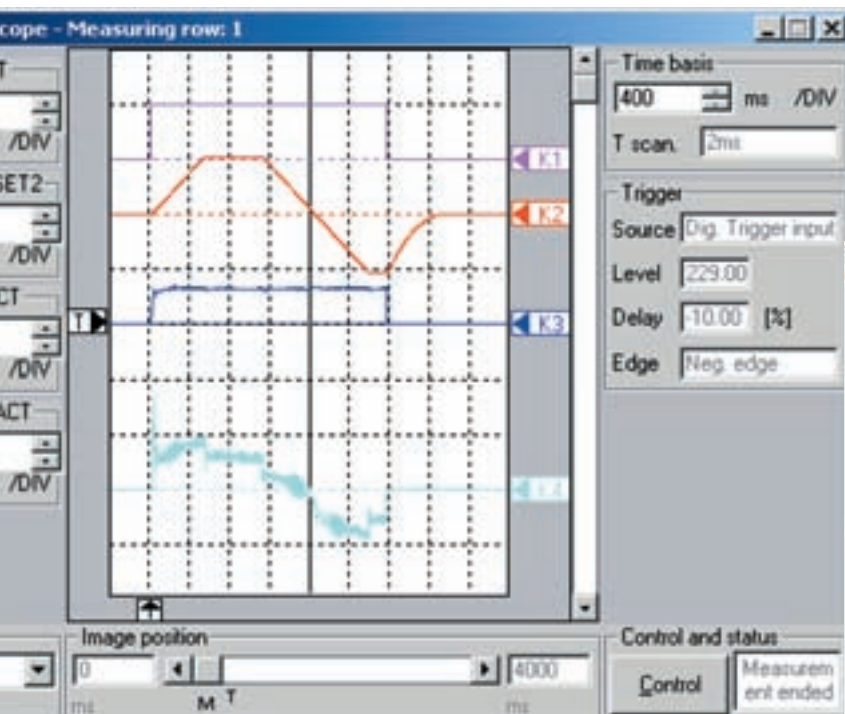 cope - Measuring row: 1
T
/DIV
SET2
/DIV
CT
/DIV
ACT
/DIV
T
K1
K2
K3
K4
Time basis
400 ms /DIV
T scan. 2ms
Trigger
Source Dig. Trigger input
Level 229.00
Delay -10.00 [%]
Edge Neg. edge
Image position
0
4000
ms
M T
ms
Control and status
Control
Measurem
ent ended